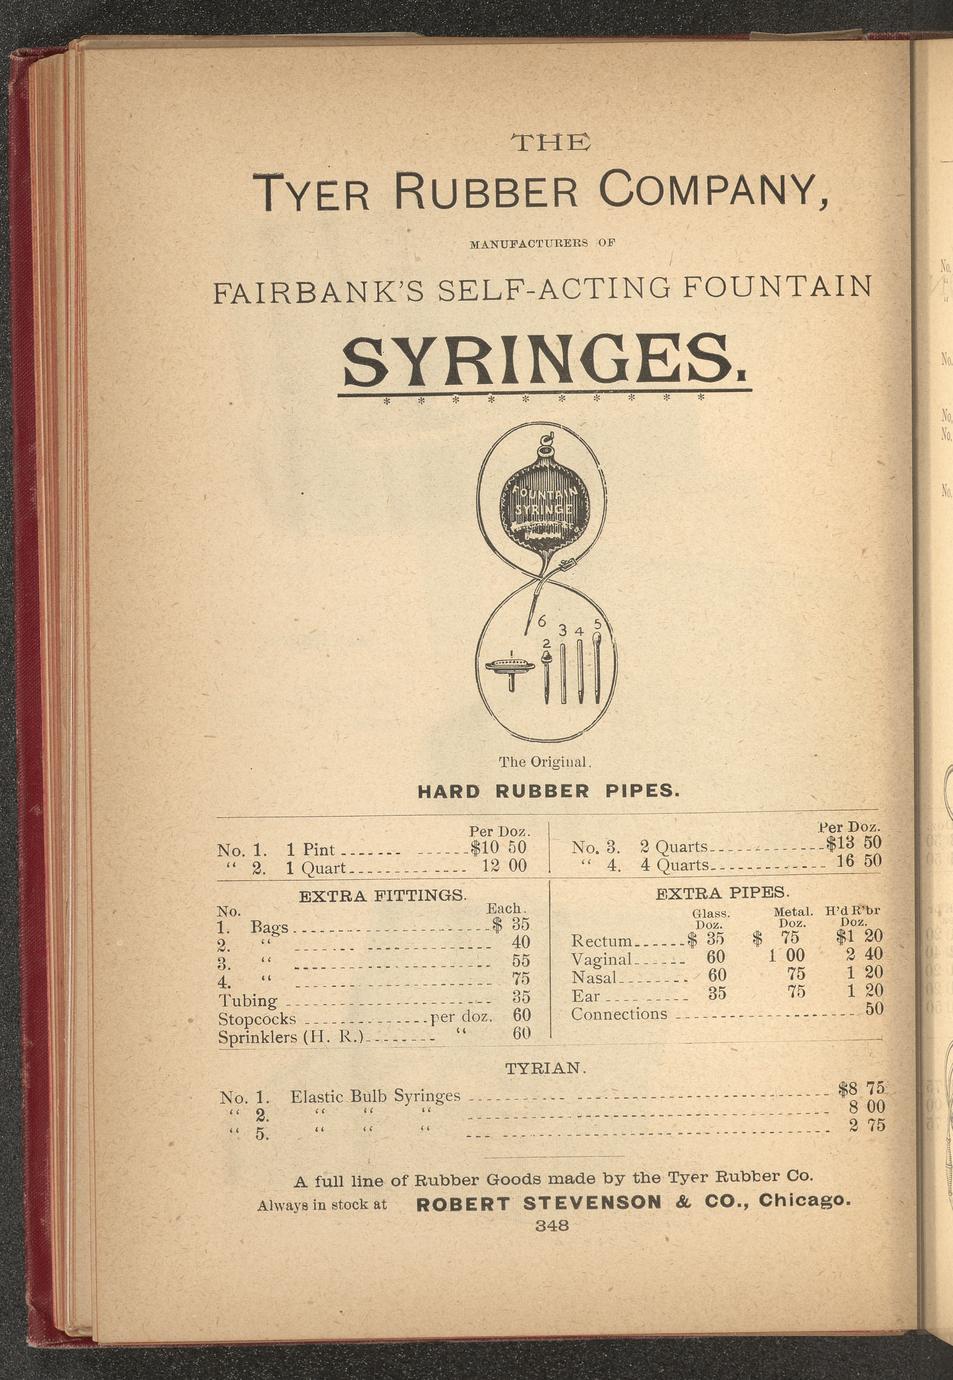 THE
TYER RUBBER COMPANY,
MANUFACTURERS OF
FAIRBANK'S SELF-ACTING FOUNTAIN
SYRINGES.
* * * * * * * * * *
FOUNTAIN
SYRINGE
6
2 3 4 5
1
The Original.
HARD RUBBER PIPES.
Per Doz.
No. 1. 1 Pint $10 50
“ 2. 1 Quart 12 00
Per Doz.
No. 3. 2 Quarts $13 50
“ 4. 4 Quarts 16 50
EXTRA FITTINGS.
No. Each.
1. Bags $ 35
2. “ 40
3. “ 55
4. “ 75
Tubing 35
Stopcocks per doz. 60
Sprinklers (H. R.) “ 60
EXTRA PIPES.
Glass. Metal. H'd R'br
Doz. Doz. Doz.
Rectum $ 35 $ 75 $1 20
Vaginal 60 1 00 2 40
Nasal 60 75 1 20
Ear 35 75 1 20
Connections 50
TYRIAN.
No. 1. Elastic Bulb Syringes $8 75
“ 2. “ “ “ 8 00
“ 5. “ “ “ 2 75
A full line of Rubber Goods made by the Tyer Rubber Co.
Always in stock at ROBERT STEVENSON & CO., Chicago.
348
No.
No.
No.
No.
No.